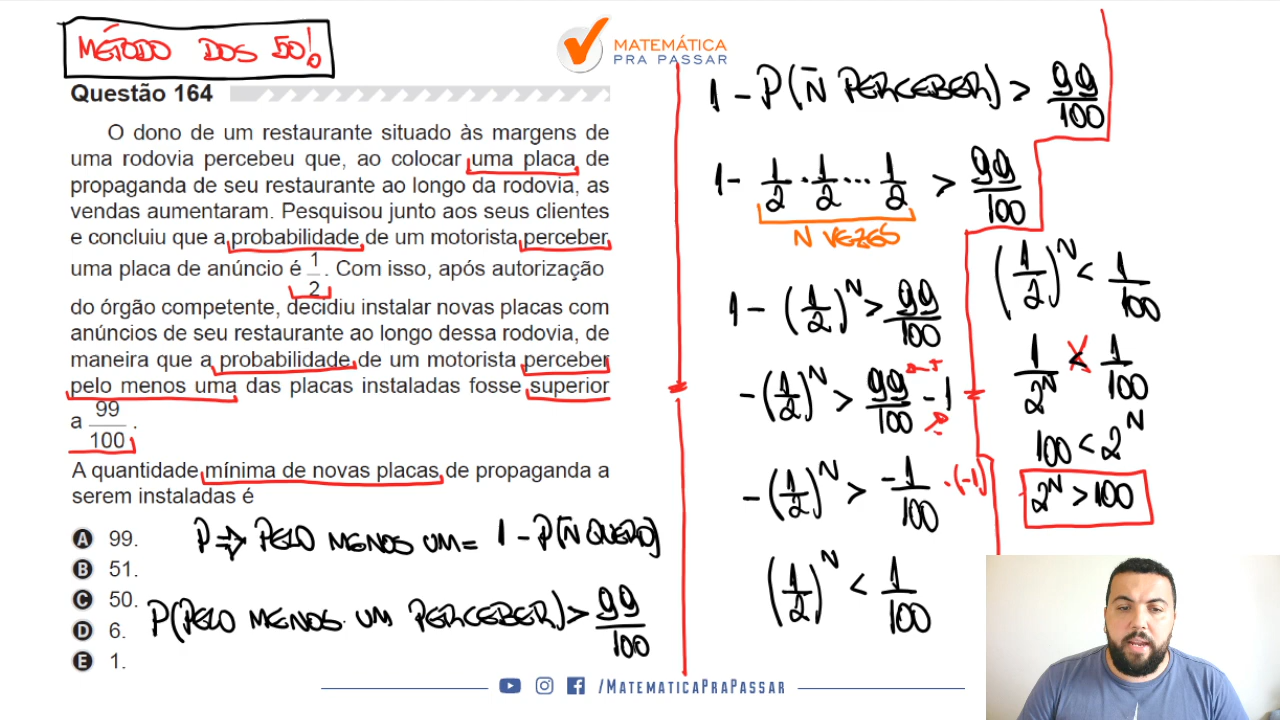 MÉTODO DOS 50!
MATEMÁTICA
PRA PASSAR
Questão 164
O dono de um restaurante situado às margens de
uma rodovia percebeu que, ao colocar uma placa de
propaganda de seu restaurante ao longo da rodovia, as
vendas aumentaram. Pesquisou junto aos seus clientes
e concluiu que a probabilidade de um motorista perceber
uma placa de anúncio é 1/2. Com isso, após autorização
do órgão competente, decidiu instalar novas placas com
anúncios de seu restaurante ao longo dessa rodovia, de
maneira que a probabilidade de um motorista perceber
pelo menos uma das placas instaladas fosse superior
a 99/100.
A quantidade mínima de novas placas de propaganda a
serem instaladas é
A 99.
B 51.
C 50.
D 6.
E 1.
P ⇒ PELO MENOS UM = 1 - P(Ñ QUERO)
P(PELO MENOS UM PERCEBER) > 99/100
1 - P(Ñ PERCEBER) > 99/100
1 - 1/2 · 1/2 ... 1/2 > 99/100
N VEZES
1 - (1/2)^N > 99/100
-(1/2)^N > 99/100 - 1
-(1/2)^N > -1/100 · (-1)
(1/2)^N < 1/100
(1/2)^N < 1/100
1/2^N < 1/100
100 < 2^N
2^N > 100
/MATEMATICAPRAPASSAR